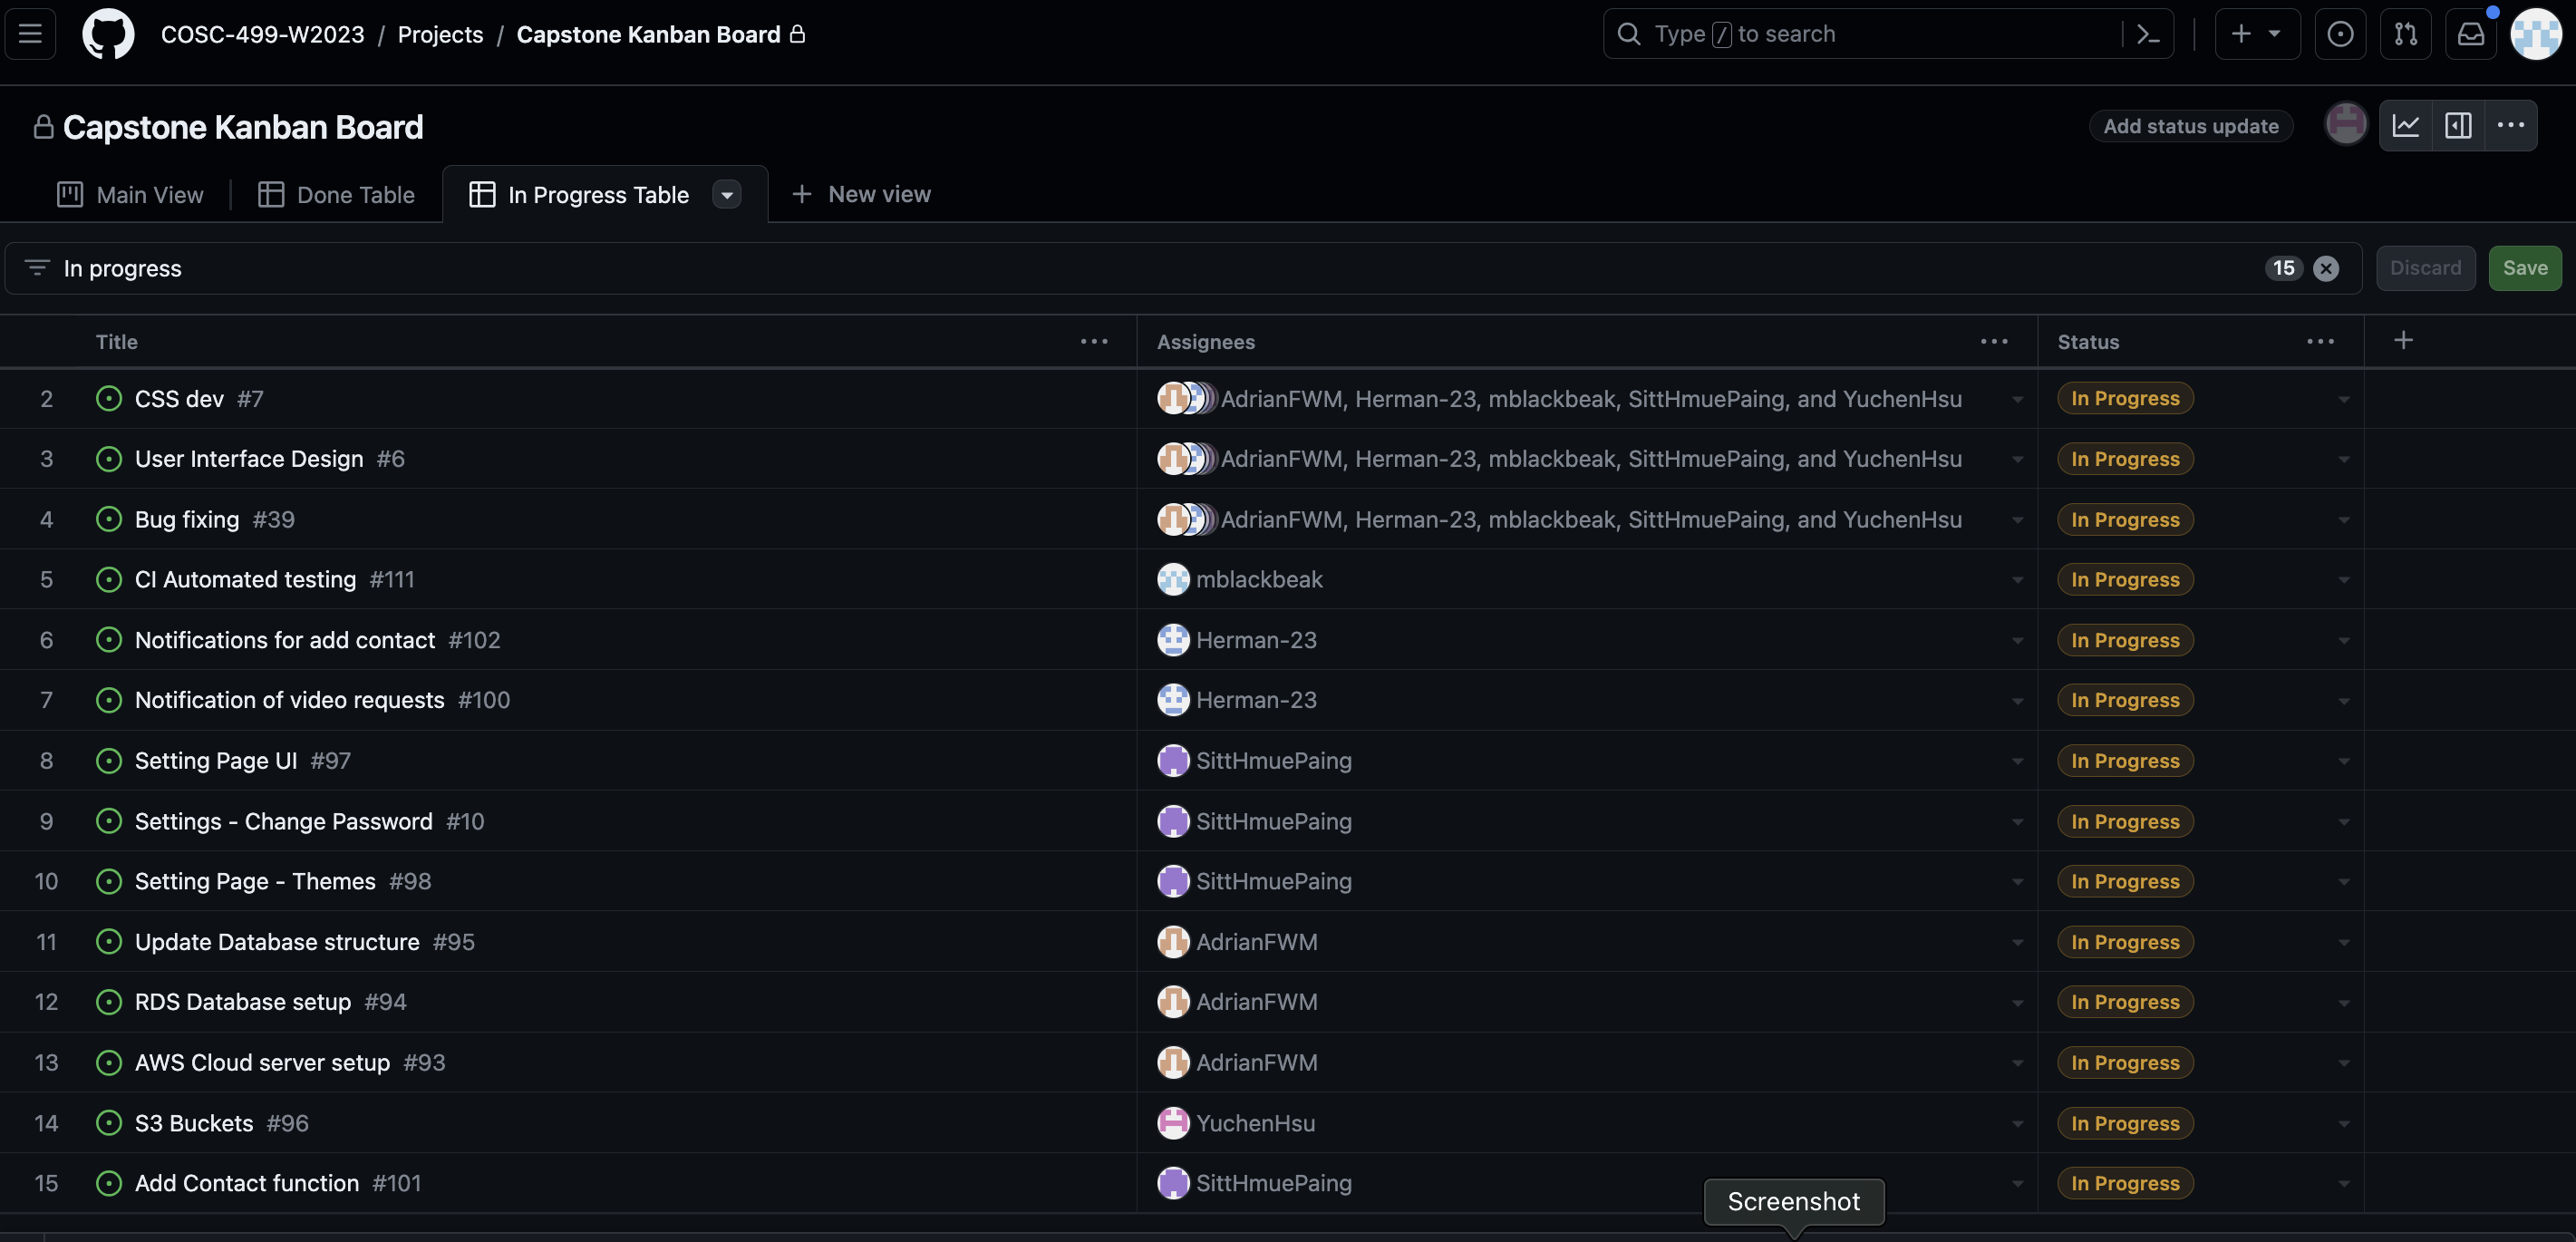 COSC-499-W2023 / Projects / Capstone Kanban Board
Type / to search
Capstone Kanban Board
Add status update
Main View
Done Table
In Progress Table
New view
In progress
15
Discard
Save
Title Assignees Status
2 CSS dev #7 AdrianFWM, Herman-23, mblackbeak, SittHmuePaing, and YuchenHsu In Progress
3 User Interface Design #6 AdrianFWM, Herman-23, mblackbeak, SittHmuePaing, and YuchenHsu In Progress
4 Bug fixing #39 AdrianFWM, Herman-23, mblackbeak, SittHmuePaing, and YuchenHsu In Progress
5 CI Automated testing #111 mblackbeak In Progress
6 Notifications for add contact #102 Herman-23 In Progress
7 Notification of video requests #100 Herman-23 In Progress
8 Setting Page UI #97 SittHmuePaing In Progress
9 Settings - Change Password #10 SittHmuePaing In Progress
10 Setting Page - Themes #98 SittHmuePaing In Progress
11 Update Database structure #95 AdrianFWM In Progress
12 RDS Database setup #94 AdrianFWM In Progress
13 AWS Cloud server setup #93 AdrianFWM In Progress
14 S3 Buckets #96 YuchenHsu In Progress
15 Add Contact function #101 SittHmuePaing In Progress
Screenshot